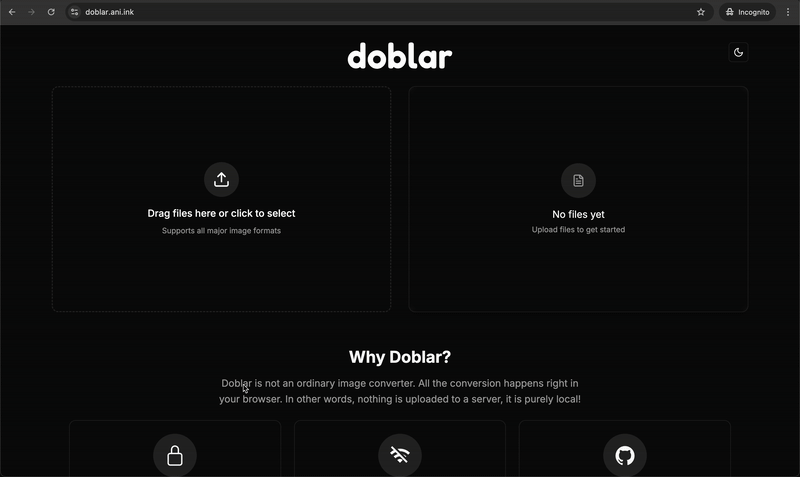 doblar.ani.ink
Incognito
doblar
Drag files here or click to select
Supports all major image formats
No files yet
Upload files to get started
Why Doblar?
Doblar is not an ordinary image converter. All the conversion happens right in
your browser. In other words, nothing is uploaded to a server, it is purely local!